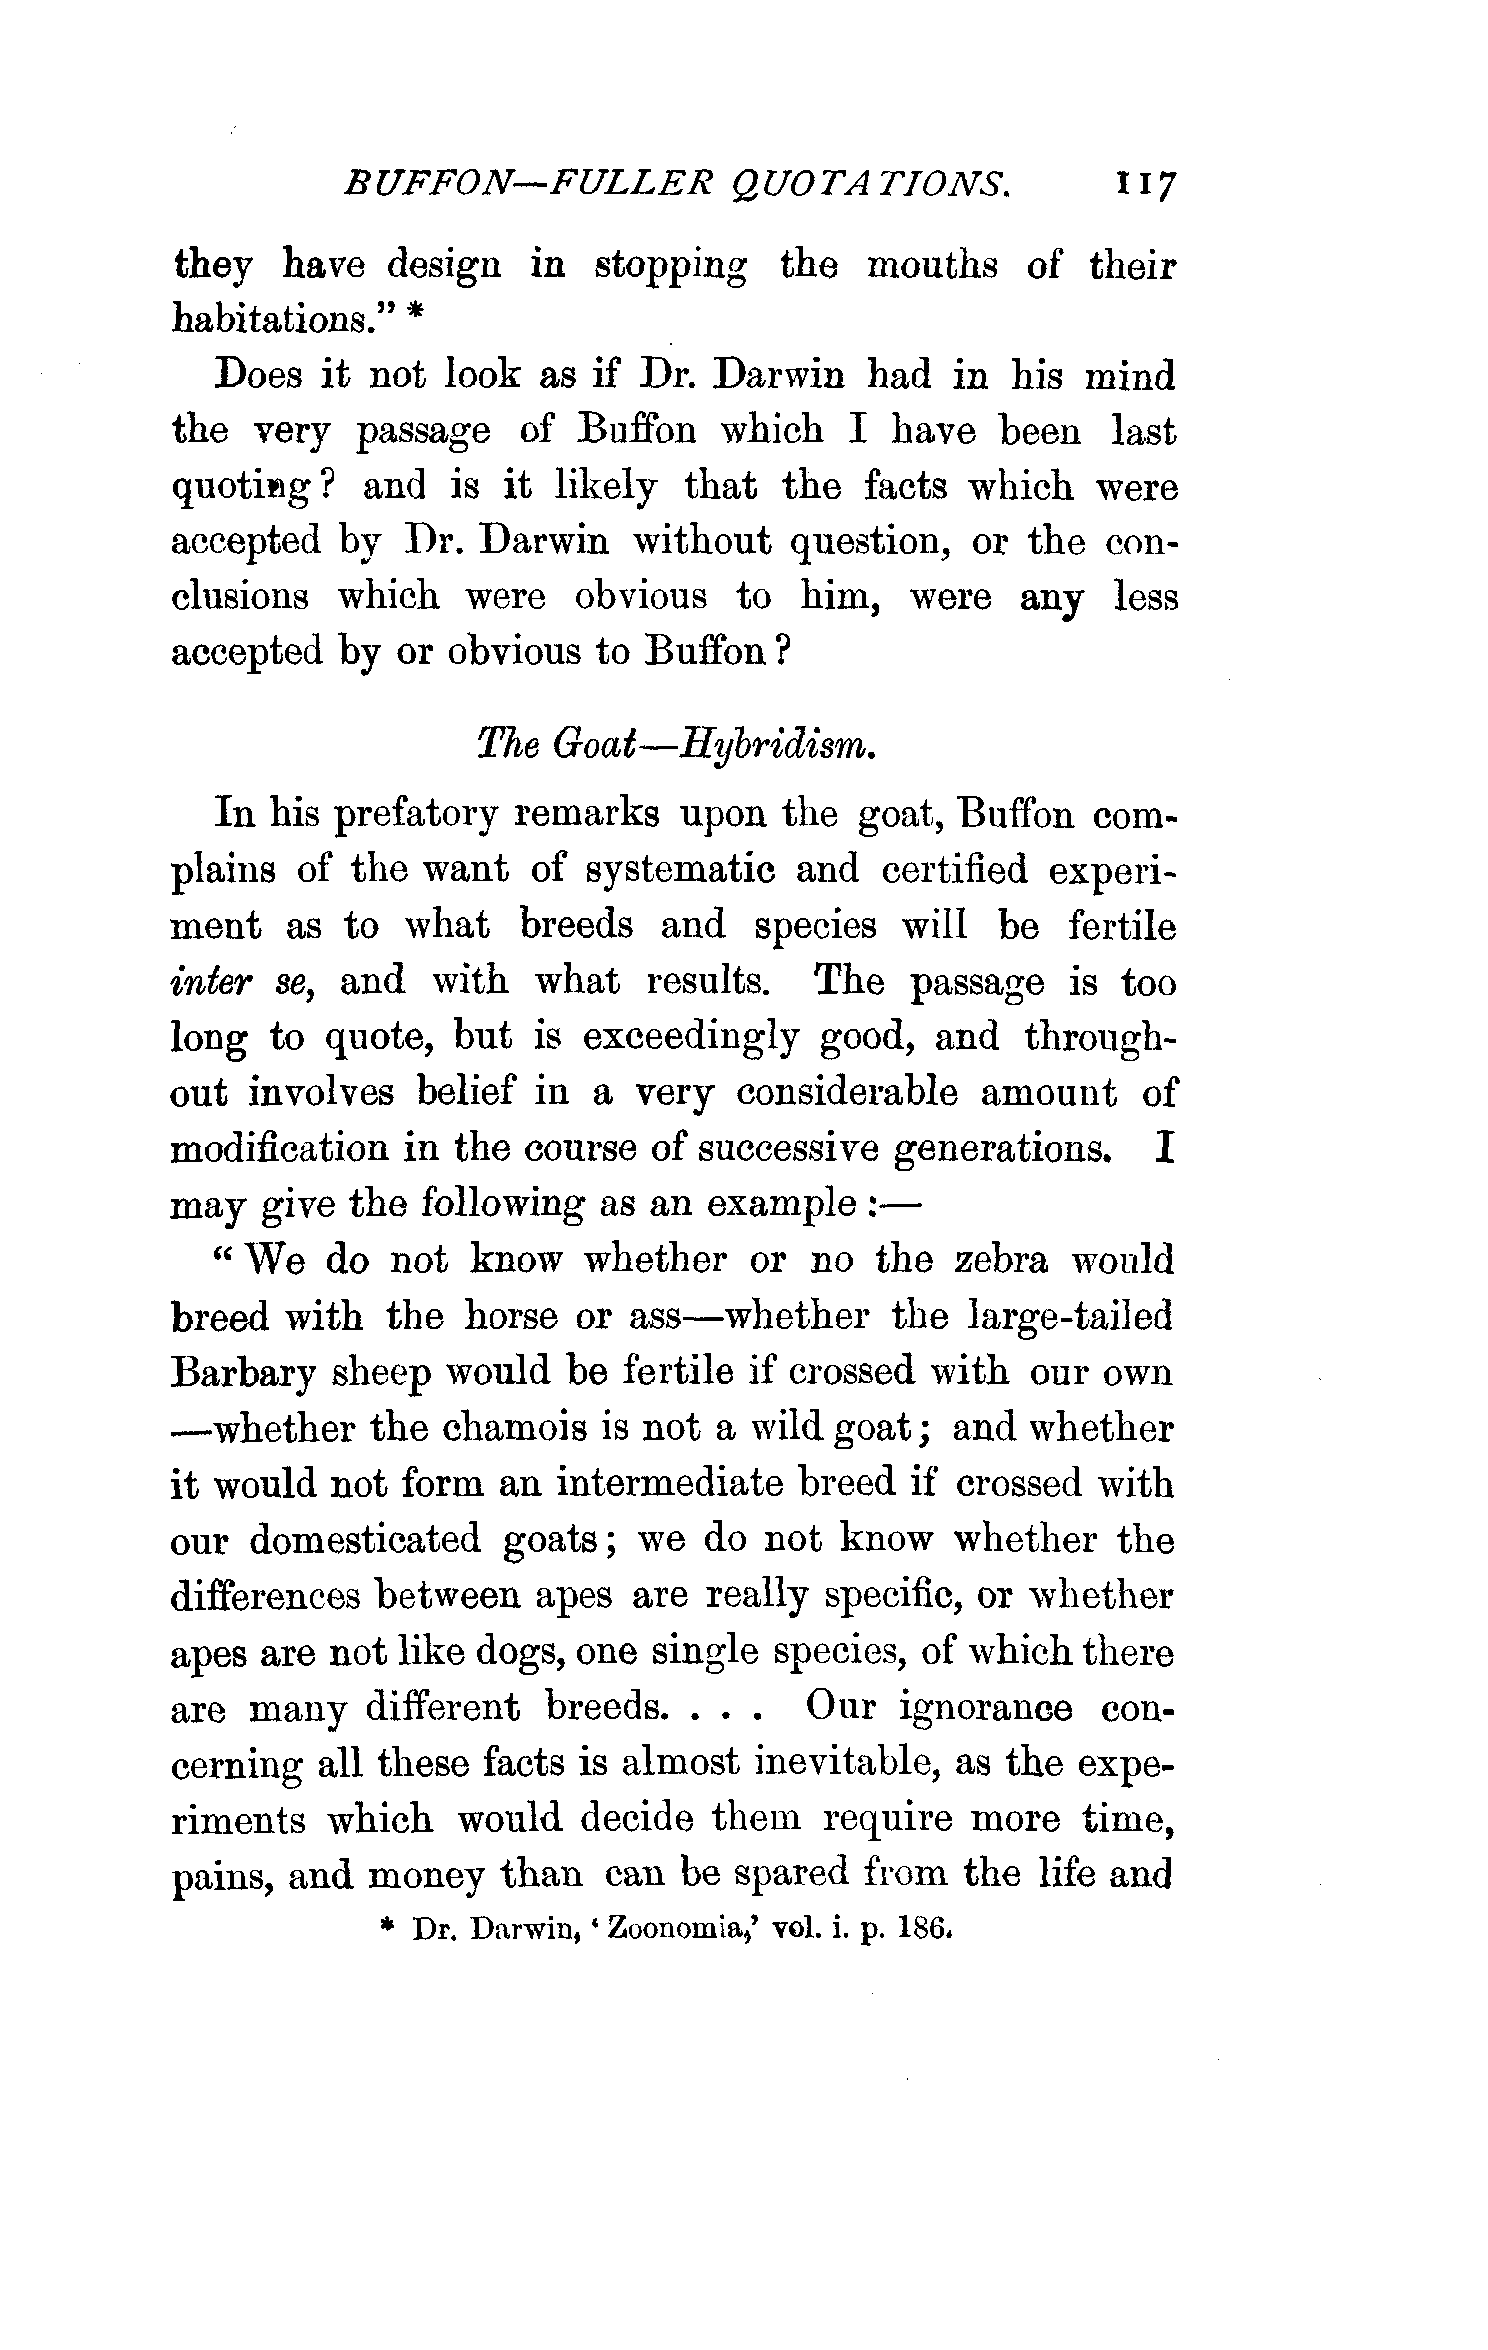 BUFFON—FULLER QUOTATIONS. 117
they have design in stopping the mouths of their
habitations." *
Does it not look as if Dr. Darwin had in his mind
the very passage of Buffon which I have been last
quoting? and is it likely that the facts which were
accepted by Dr. Darwin without question, or the con-
clusions which were obvious to him, were any less
accepted by or obvious to Buffon?
The Goat—Hybridism.
In his prefatory remarks upon the goat, Buffon com-
plains of the want of systematic and certified experi-
ment as to what breeds and species will be fertile
inter se, and with what results. The passage is too
long to quote, but is exceedingly good, and through-
out involves belief in a very considerable amount of
modification in the course of successive generations. I
may give the following as an example:—
"We do not know whether or no the zebra would
breed with the horse or ass—whether the large-tailed
Barbary sheep would be fertile if crossed with our own
—whether the chamois is not a wild goat; and whether
it would not form an intermediate breed if crossed with
our domesticated goats; we do not know whether the
differences between apes are really specific, or whether
apes are not like dogs, one single species, of which there
are many different breeds. . . . Our ignorance con-
cerning all these facts is almost inevitable, as the expe-
riments which would decide them require more time,
pains, and money than can be spared from the life and
* Dr. Darwin, 'Zoonomia,' vol. i. p. 186.